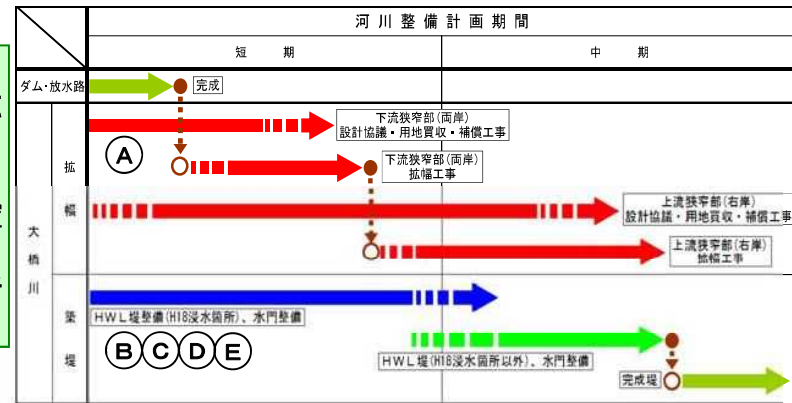 河川整備計画期間
短期
中期
ダム・放水路
完成
大橋川
拡幅
下流狭窄部(両岸)
設計協議・用地買収・補償工事
A
下流狭窄部(両岸)
拡幅工事
上流狭窄部(右岸)
設計協議・用地買収・補償工事
上流狭窄部(右岸)
拡幅工事
築堤
HWL堤整備(H18浸水箇所)、水門整備
B C D E
HWL堤(H18浸水箇所以外)、水門整備
完成堤